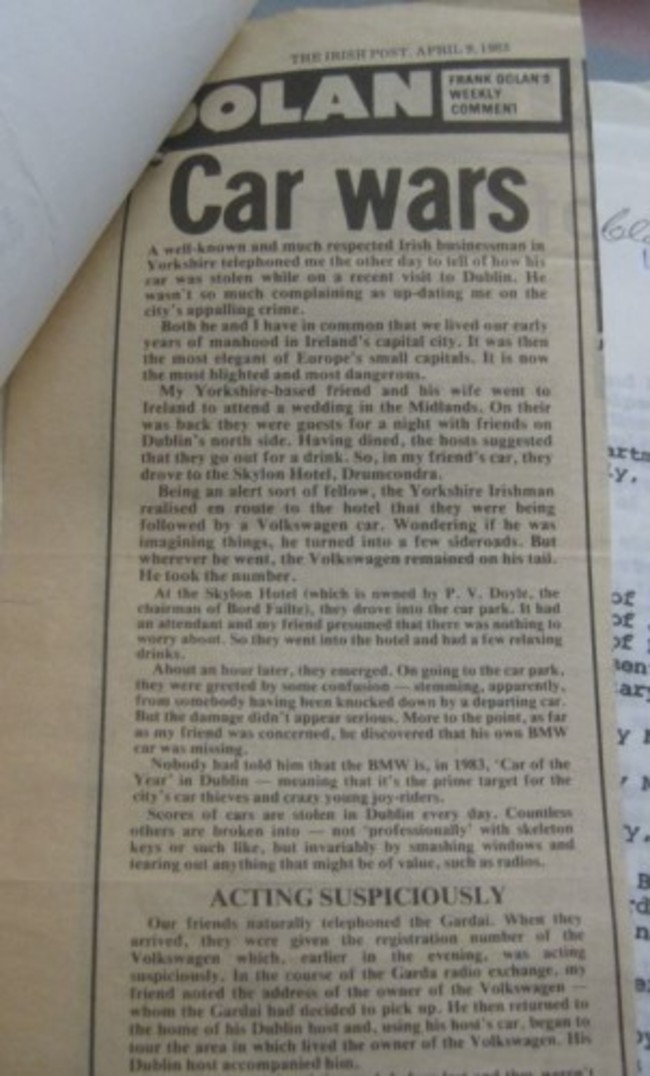 THE IRISH POST, APRIL 9, 1983
DOLAN
FRANK DOLAN'S
WEEKLY
COMMENT
Car wars
A well-known and much respected Irish businessman in
Yorkshire telephoned me the other day to tell of how his
car was stolen while on a recent visit to Dublin. He
wasn't so much complaining as up-dating me on the
city's appalling crime.
Both he and I have in common that we lived our early
years of manhood in Ireland's capital city. It was then
the most elegant of Europe's small capitals. It is now
the most blighted and most dangerous.
My Yorkshire-based friend and his wife went to
Ireland to attend a wedding in the Midlands. On their
was back they were guests for a night with friends on
Dublin's north side. Having dined, the hosts suggested
that they go out for a drink. So, in my friend's car, they
drove to the Skylon Hotel, Drumcondra.
Being an alert sort of fellow, the Yorkshire Irishman
realised en route to the hotel that they were being
followed by a Volkswagen car. Wondering if he was
imagining things, he turned into a few sideroads. But
wherever he went, the Volkswagen remained on his tail.
He took the number.
At the Skylon Hotel (which is owned by P. V. Doyle, the
chairman of Bord Failte), they drove into the car park. It had
an attendant and my friend presumed that there was nothing to
worry about. So they went into the hotel and had a few relaxing
drinks.
About an hour later, they emerged. On going to the car park,
they were greeted by some confusion — stemming, apparently,
from somebody having been knocked down by a departing car.
But the damage didn't appear serious. More to the point, as far
as my friend was concerned, he discovered that his own BMW
car was missing.
Nobody had told him that the BMW is, in 1983, 'Car of the
Year' in Dublin — meaning that it's the prime target for the
city's car thieves and crazy young joy-riders.
Scores of cars are stolen in Dublin every day. Countless
others are broken into — not 'professionally' with skeleton
keys or such like, but invariably by smashing windows and
tearing out anything that might be of value, such as radios.
ACTING SUSPICIOUSLY
Our friends naturally telephoned the Gardai. When they
arrived, they were given the registration number of the
Volkswagen which, earlier in the evening, was acting
suspiciously. In the course of the Garda radio exchange, my
friend noted the address of the owner of the Volkswagen —
whom the Gardai had decided to pick up. He then returned to
the home of his Dublin host and, using his host's car, began to
tour the area in which lived the owner of the Volkswagen. His
Dublin host accompanied him.